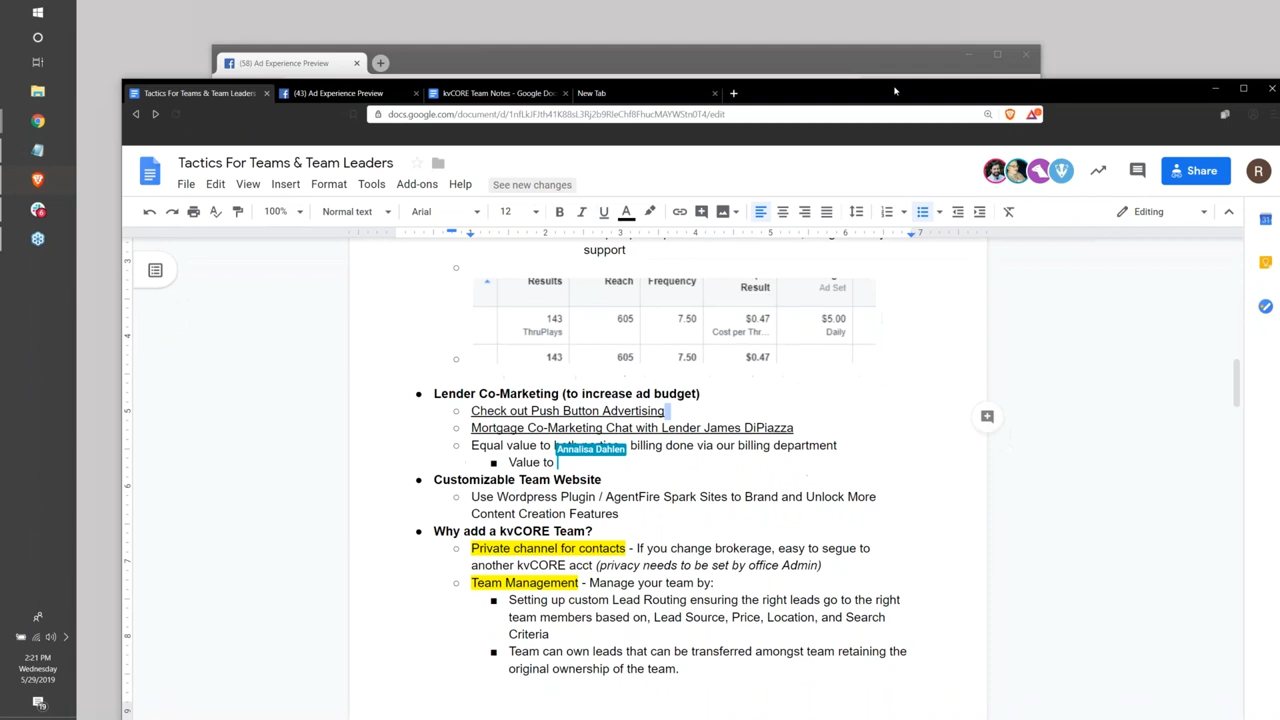 (58) Ad Experience Preview
Tactics For Teams & Team Leaders
(43) Ad Experience Preview
kvCORE Team Notes - Google Doc
New Tab
docs.google.com/document/d/
/edit
Tactics For Teams & Team Leaders
File Edit View Insert Format Tools Add-ons Help See new changes
Share
R
100% Normal text Arial 12 B I U A Editing
2 3 4 5 6 7
support
Results Reach Frequency
Result Ad Set
143 605 7.50 $0.47 $5.00
ThruPlays Cost per Thr... Daily
143 605 7.50 $0.47
Lender Co-Marketing (to increase ad budget)
Check out Push Button Advertising
Mortgage Co-Marketing Chat with Lender James DiPiazza
Equal value to billing done via our billing department
Annalisa Dahlen
Value to
Customizable Team Website
Use Wordpress Plugin / AgentFire Spark Sites to Brand and Unlock More
Content Creation Features
Why add a kvCORE Team?
Private channel for contacts - If you change brokerage, easy to segue to
another kvCORE acct (privacy needs to be set by office Admin)
Team Management - Manage your team by:
Setting up custom Lead Routing ensuring the right leads go to the right
team members based on, Lead Source, Price, Location, and Search
Criteria
Team can own leads that can be transferred amongst team retaining the
original ownership of the team.
2:21 PM
Wednesday
5/29/2019
19